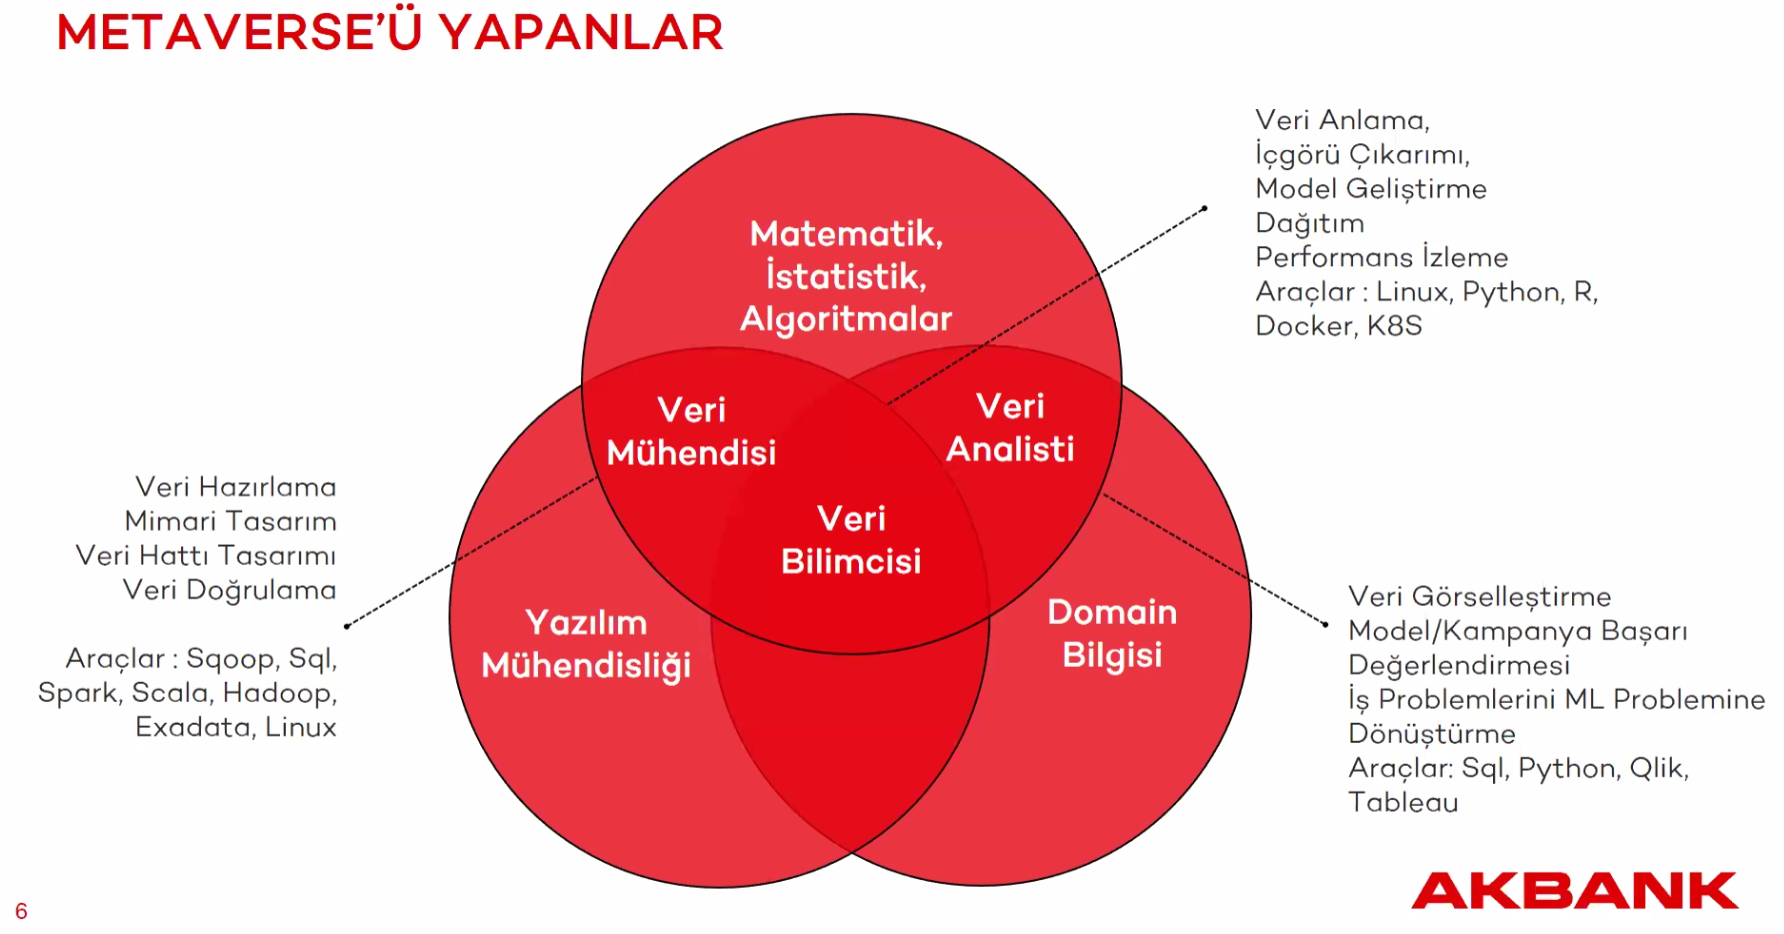 METAVERSE’Ü YAPANLAR
Veri Anlama,
İçgörü Çıkarımı,
Model Geliştirme
Dağıtım
Performans İzleme
Araçlar : Linux, Python, R,
Docker, K8S
Matematik,
İstatistik,
Algoritmalar
Veri
Mühendisi
Veri
Analisti
Veri
Bilimcisi
Yazılım
Mühendisliği
Domain
Bilgisi
Veri Hazırlama
Mimari Tasarım
Veri Hattı Tasarımı
Veri Doğrulama
Araçlar : Sqoop, Sql,
Spark, Scala, Hadoop,
Exadata, Linux
Veri Görselleştirme
Model/Kampanya Başarı
Değerlendirmesi
İş Problemlerini ML Problemine
Dönüştürme
Araçlar: Sql, Python, Qlik,
Tableau
6
AKBANK